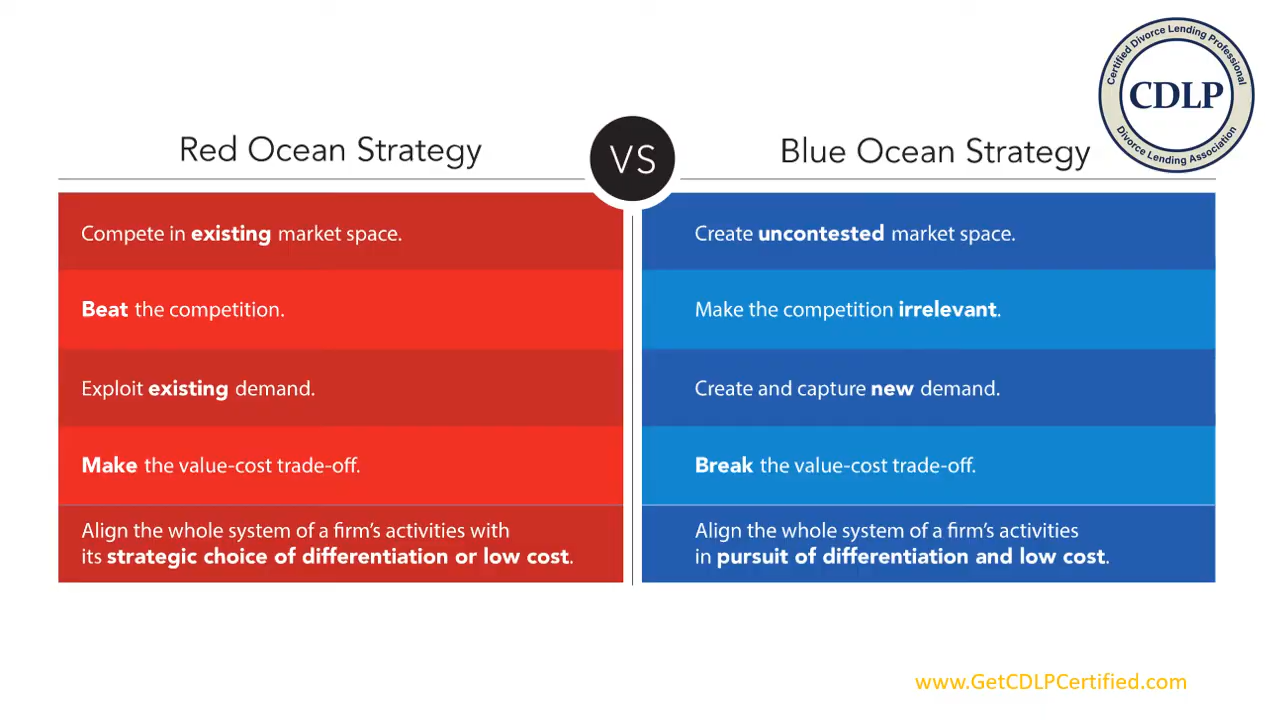 Certified Divorce Lending Professional
CDLP
Divorce Lending Association
Red Ocean Strategy
VS
Blue Ocean Strategy
Compete in existing market space.
Create uncontested market space.
Beat the competition.
Make the competition irrelevant.
Exploit existing demand.
Create and capture new demand.
Make the value-cost trade-off.
Break the value-cost trade-off.
Align the whole system of a firm’s activities with
its strategic choice of differentiation or low cost.
Align the whole system of a firm’s activities
in pursuit of differentiation and low cost.
www.GetCDLPCertified.com